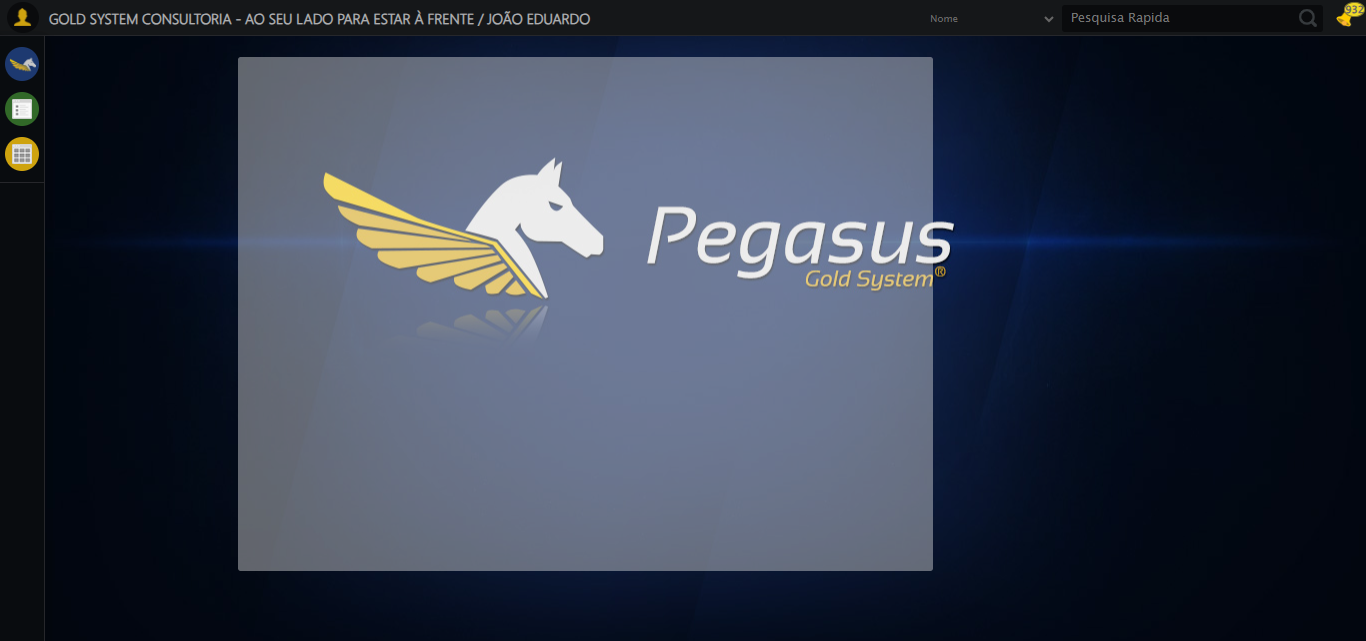 GOLD SYSTEM CONSULTORIA - AO SEU LADO PARA ESTAR À FRENTE / JOÃO EDUARDO
Nome
Pesquisa Rapida
932
Pegasus
Gold System®